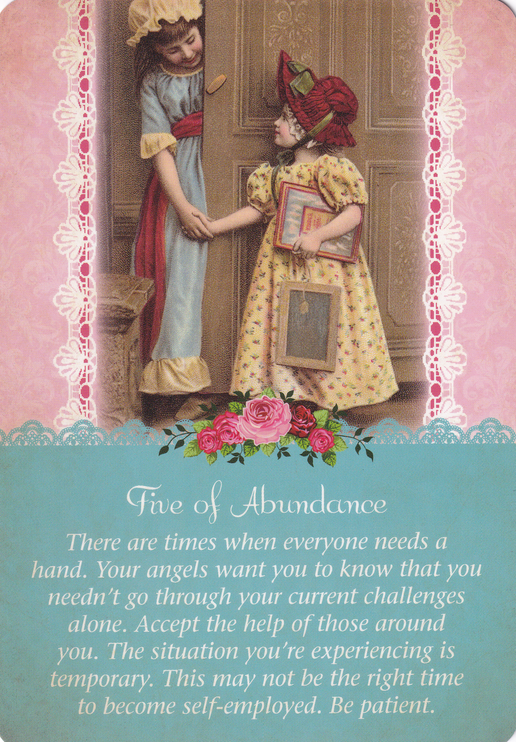 Five of Abundance
There are times when everyone needs a
hand. Your angels want you to know that you
needn't go through your current challenges
alone. Accept the help of those around
you. The situation you're experiencing is
temporary. This may not be the right time
to become self-employed. Be patient.